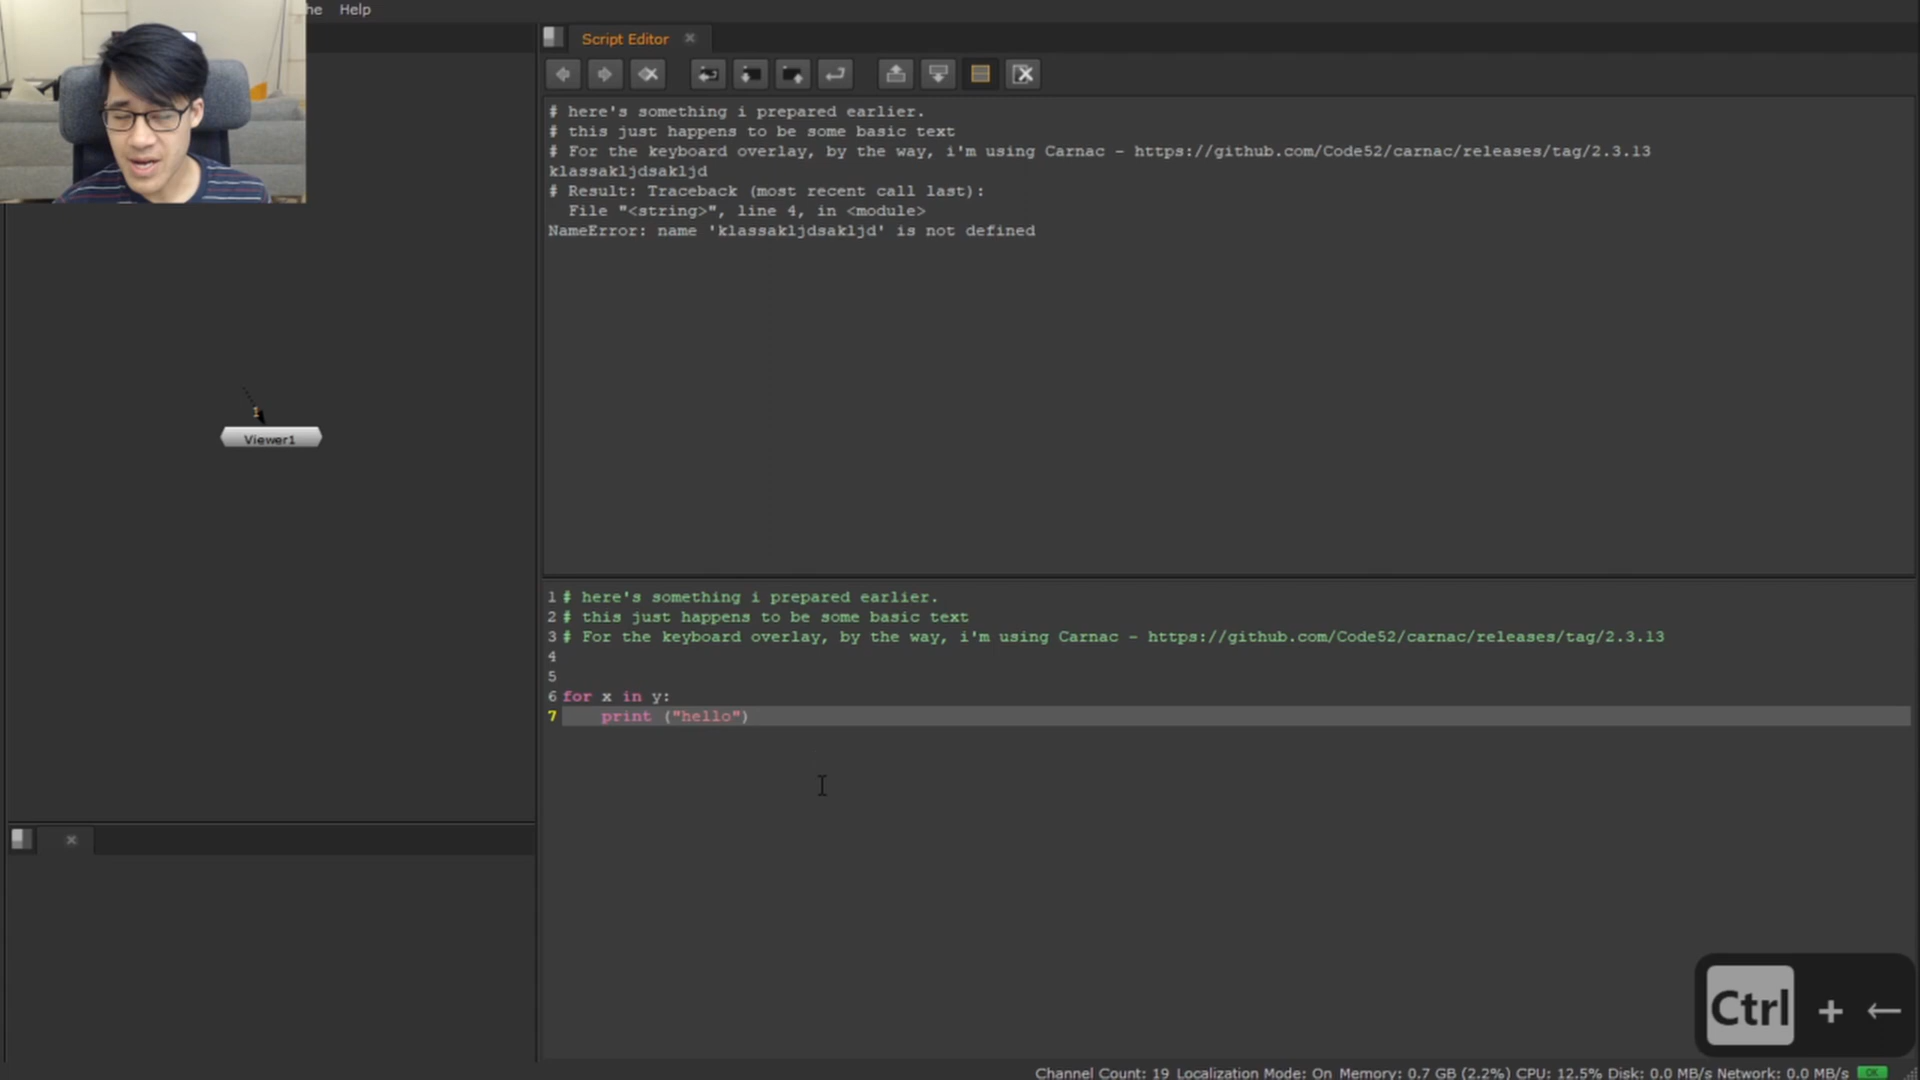 he Help
Script Editor
# here's something i prepared earlier.
# this just happens to be some basic text
# For the keyboard overlay, by the way, i'm using Carnac - https://github.com/Code52/carnac/releases/tag/2.3.13
klassakljdsakljd
# Result: Traceback (most recent call last):
  File "<string>", line 4, in <module>
NameError: name 'klassakljdsakljd' is not defined
1
Viewer1
1 # here's something i prepared earlier.
2 # this just happens to be some basic text
3 # For the keyboard overlay, by the way, i'm using Carnac - https://github.com/Code52/carnac/releases/tag/2.3.13
4
5
6 for x in y:
7     print ("hello")
Ctrl + ←
Channel Count: 19 Localization Mode: On Memory: 0.7 GB (2.2%) CPU: 12.5% Disk: 0.0 MB/s Network: 0.0 MB/s OK